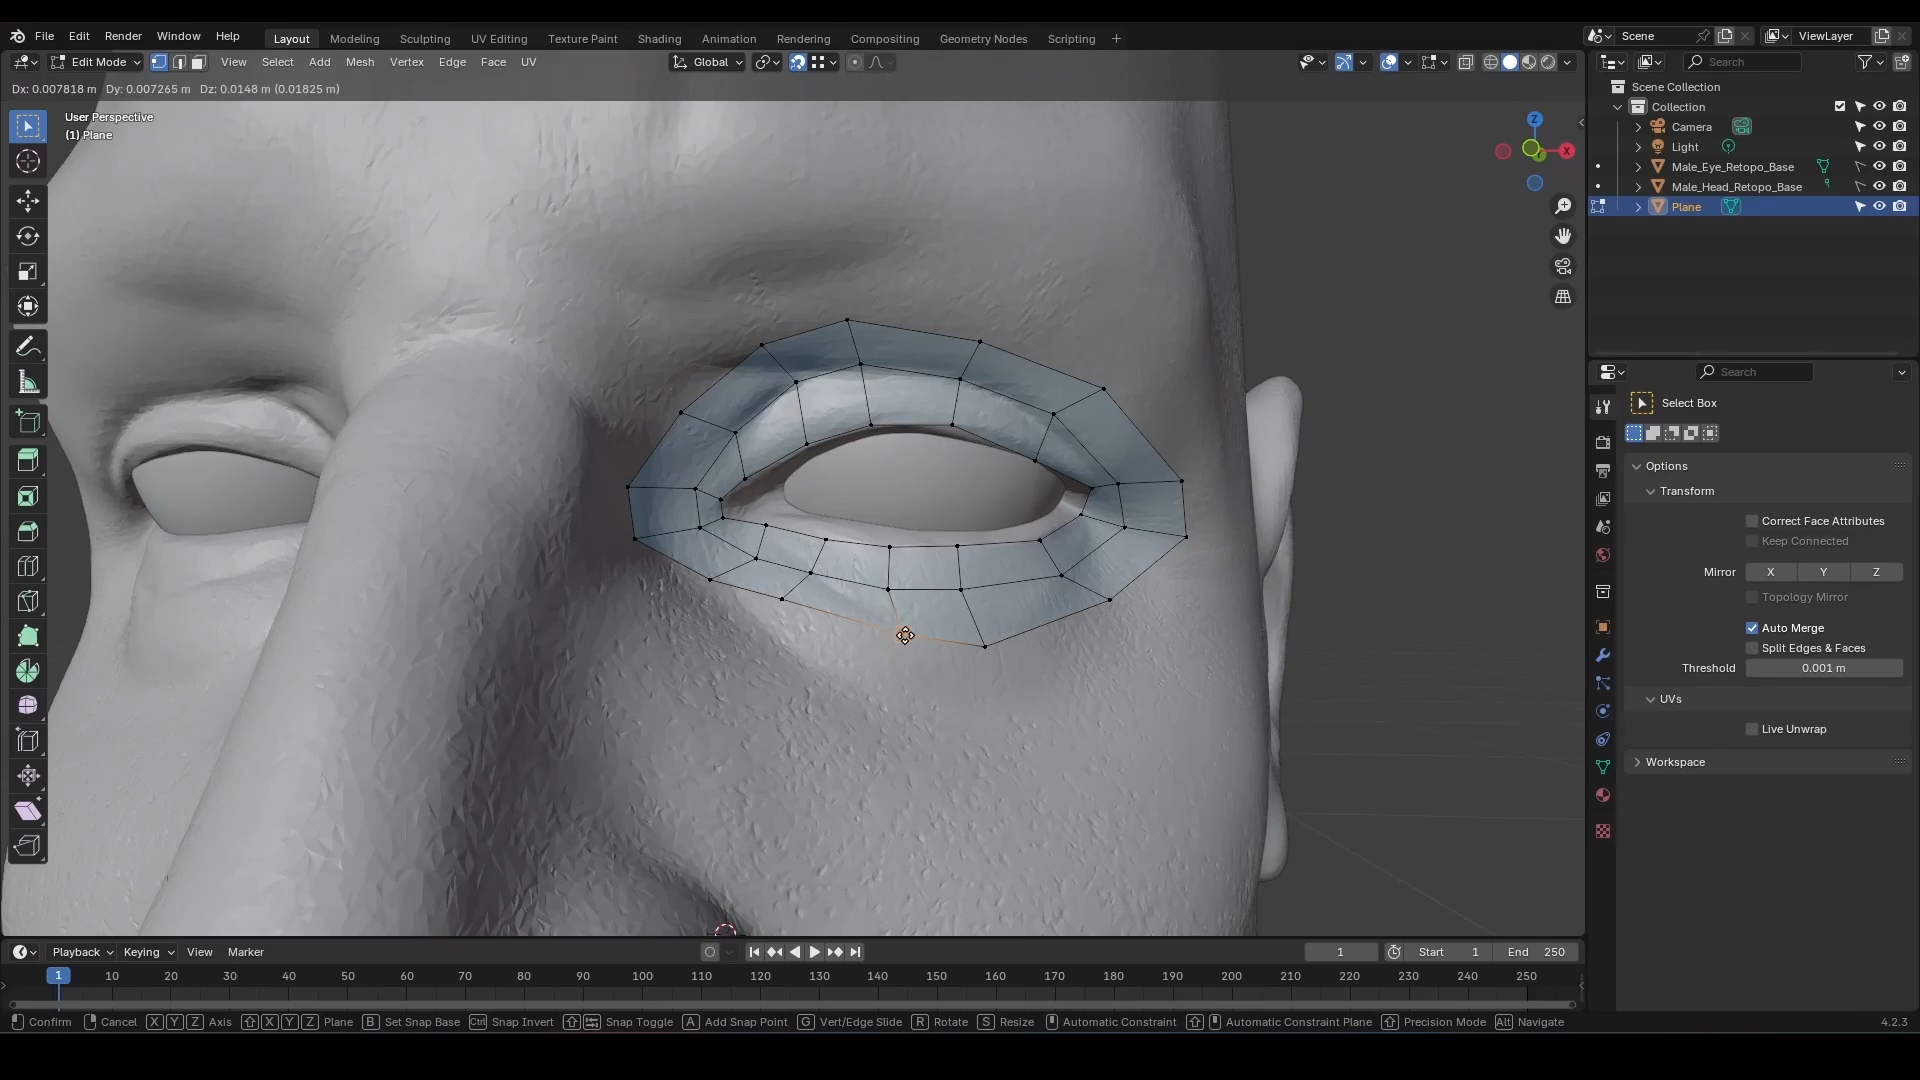 File Edit Render Window Help Layout Modeling Sculpting UV Editing Texture Paint Shading Animation Rendering Compositing Geometry Nodes Scripting + Scene ViewLayer
Edit Mode View Select Add Mesh Vertex Edge Face UV Global Search
Dx: 0.007818 m Dy: 0.007265 m Dz: 0.0148 m (0.01825 m)
User Perspective
(1) Plane
Z
X
Scene Collection
Collection
Camera
Light
Male_Eye_Retopo_Base
Male_Head_Retopo_Base
Plane
Search
Select Box
Options
Transform
Correct Face Attributes
Keep Connected
Mirror X Y Z
Topology Mirror
Auto Merge
Split Edges & Faces
Threshold 0.001 m
UVs
Live Unwrap
Workspace
Playback Keying View Marker 1 Start 1 End 250
1 10 20 30 40 50 60 70 80 90 100 110 120 130 140 150 160 170 180 190 200 210 220 230 240 250
Confirm Cancel X Y Z Axis X Y Z Plane B Set Snap Base Ctrl Snap Invert Snap Toggle A Add Snap Point G Vert/Edge Slide R Rotate S Resize Automatic Constraint Automatic Constraint Plane Precision Mode Alt Navigate 4.2.3